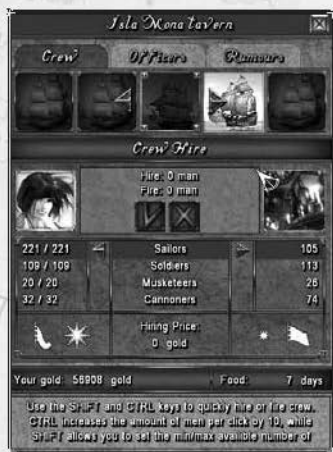 Isla Mona tavern
Crew Officers Rumours
Crew Hire
Hire: 0 man
Fire: 0 man
221 / 221 Sailors 105
109 / 109 Soldiers 113
20 / 20 Musketeers 26
32 / 32 Cannoners 74
Hiring Price:
0 gold
Your gold: 56908 gold Food: 7 days
Use the SHIFT and CTRL keys to quickly hire or fire crew.
CTRL increases the amount of men per click by 10, while
SHIFT allows you to set the min/max available number of